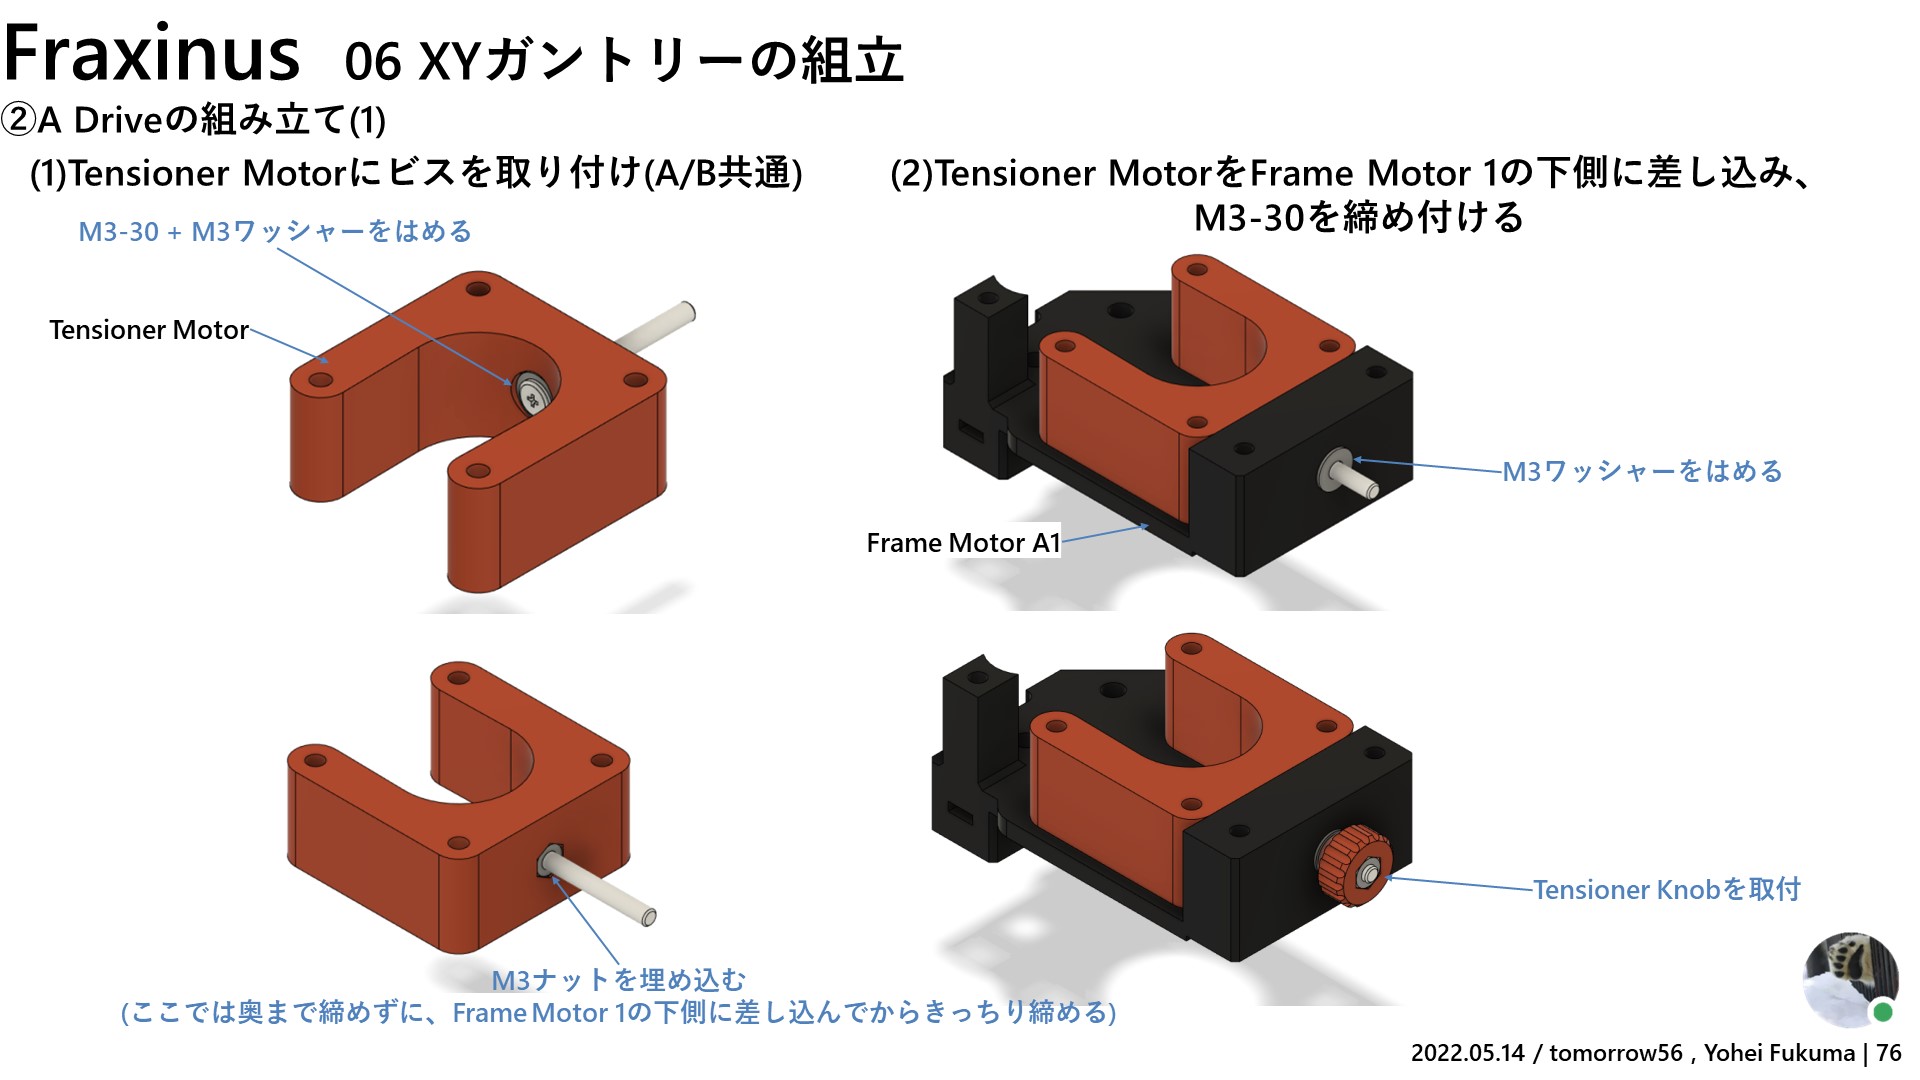 Fraxinus 06 XYガントリーの組立
②A Driveの組み立て(1)
(1)Tensioner Motorにビスを取り付け(A/B共通)
M3-30 + M3ワッシャーをはめる
Tensioner Motor
M3ナットを埋め込む
(ここでは奥まで締めずに、Frame Motor 1の下側に差し込んでからきっちり締める)
(2)Tensioner MotorをFrame Motor 1の下側に差し込み、
M3-30を締め付ける
M3ワッシャーをはめる
Frame Motor A1
Tensioner Knobを取付
2022.05.14 / tomorrow56 , Yohei Fukuma | 76